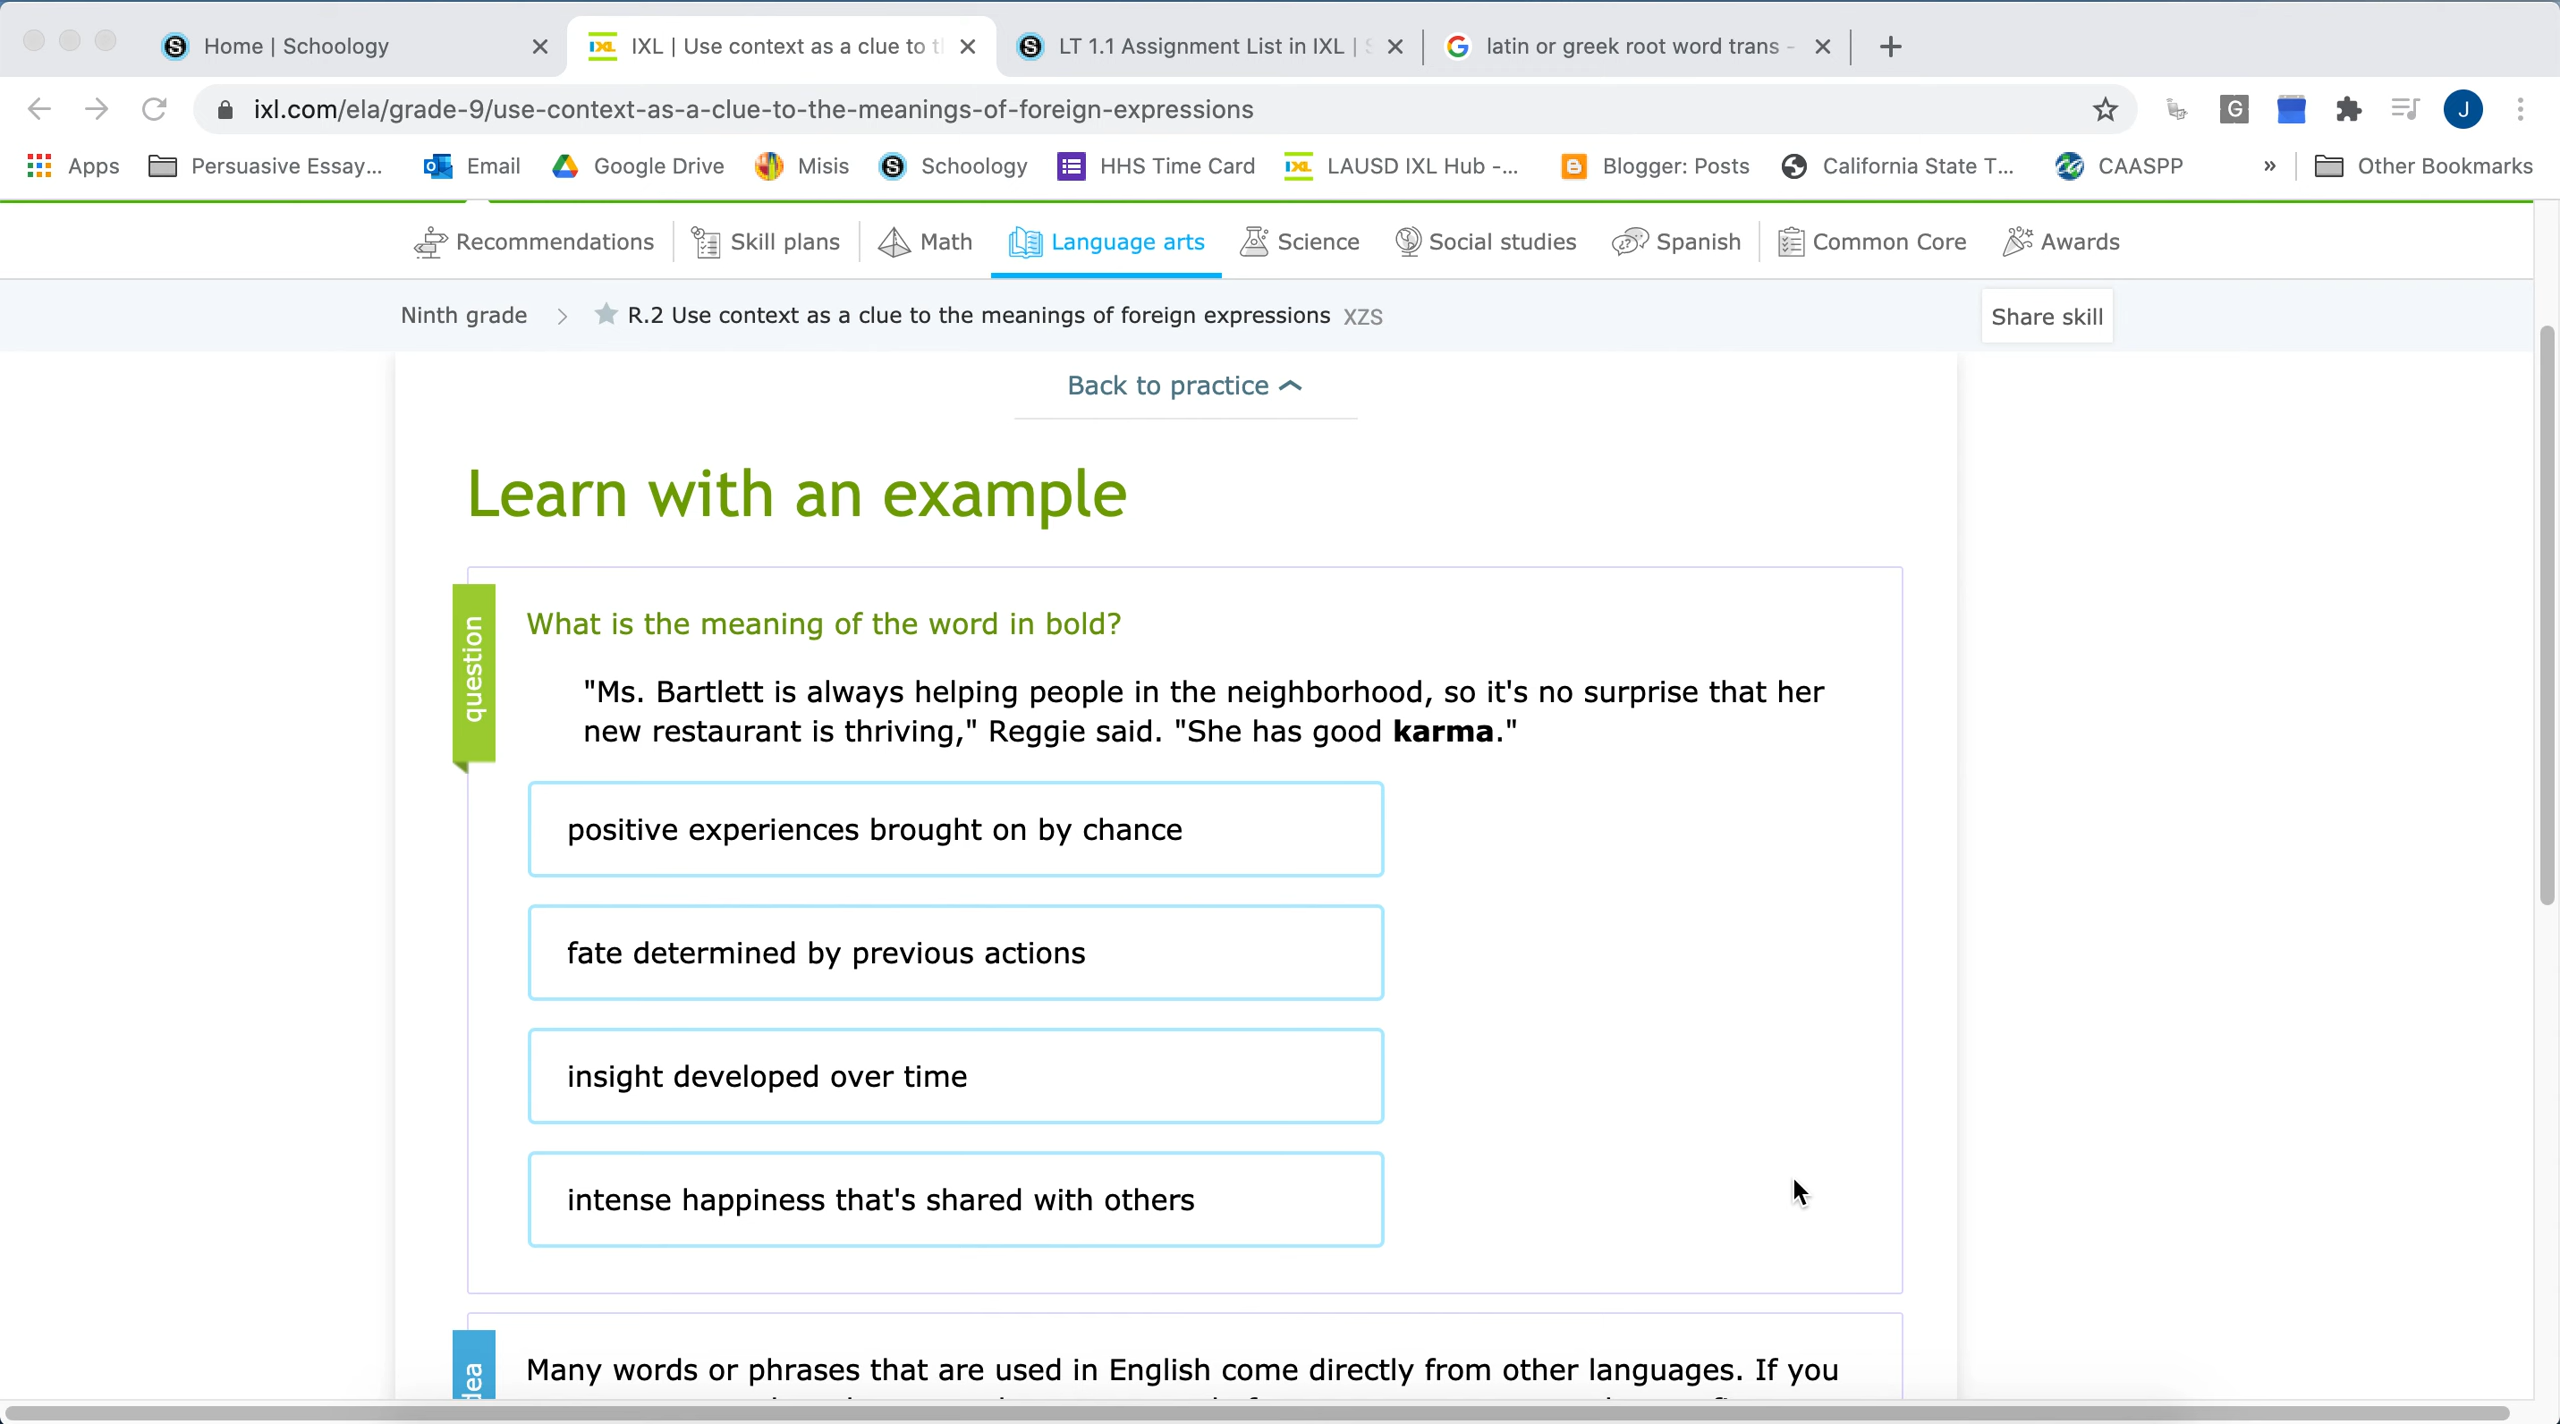 Home | Schoology
IXL | Use context as a clue to t
LT 1.1 Assignment List in IXL |
latin or greek root word trans -
ixl.com/ela/grade-9/use-context-as-a-clue-to-the-meanings-of-foreign-expressions
G
J
Apps
Persuasive Essay...
Email
Google Drive
Misis
Schoology
HHS Time Card
LAUSD IXL Hub -...
Blogger: Posts
California State T...
CAASPP
»
Other Bookmarks
Recommendations
Skill plans
Math
Language arts
Science
Social studies
Spanish
Common Core
Awards
Ninth grade > R.2 Use context as a clue to the meanings of foreign expressions XZS
Share skill
Back to practice
Learn with an example
question
What is the meaning of the word in bold?
"Ms. Bartlett is always helping people in the neighborhood, so it's no surprise that her
new restaurant is thriving," Reggie said. "She has good karma."
positive experiences brought on by chance
fate determined by previous actions
insight developed over time
intense happiness that's shared with others
Many words or phrases that are used in English come directly from other languages. If you